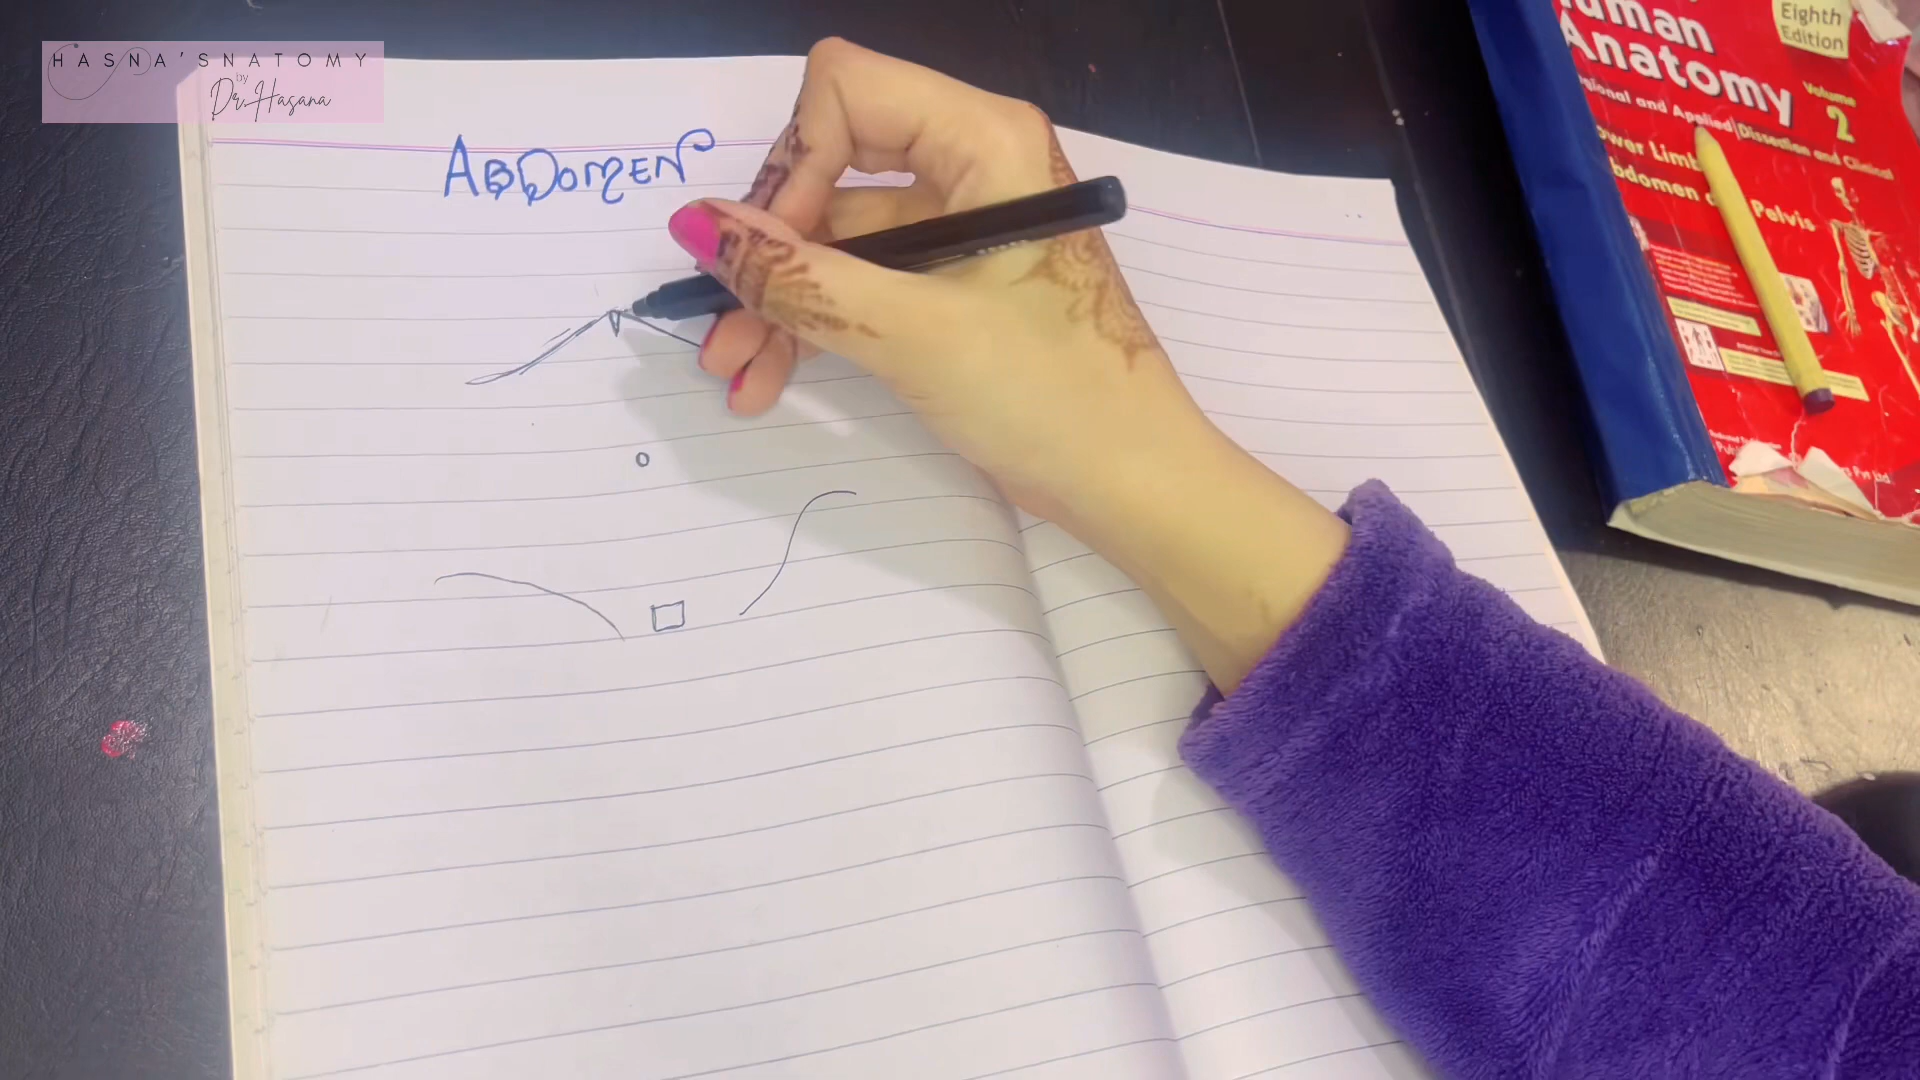 HASNA'SNATOMY
by
Dr.Hasana
ABDOMEN
Human
Anatomy
Eighth
Edition
Regional and Applied | Dissection and Clinical
Volume
2
Lower Limb
Abdomen Pelvis